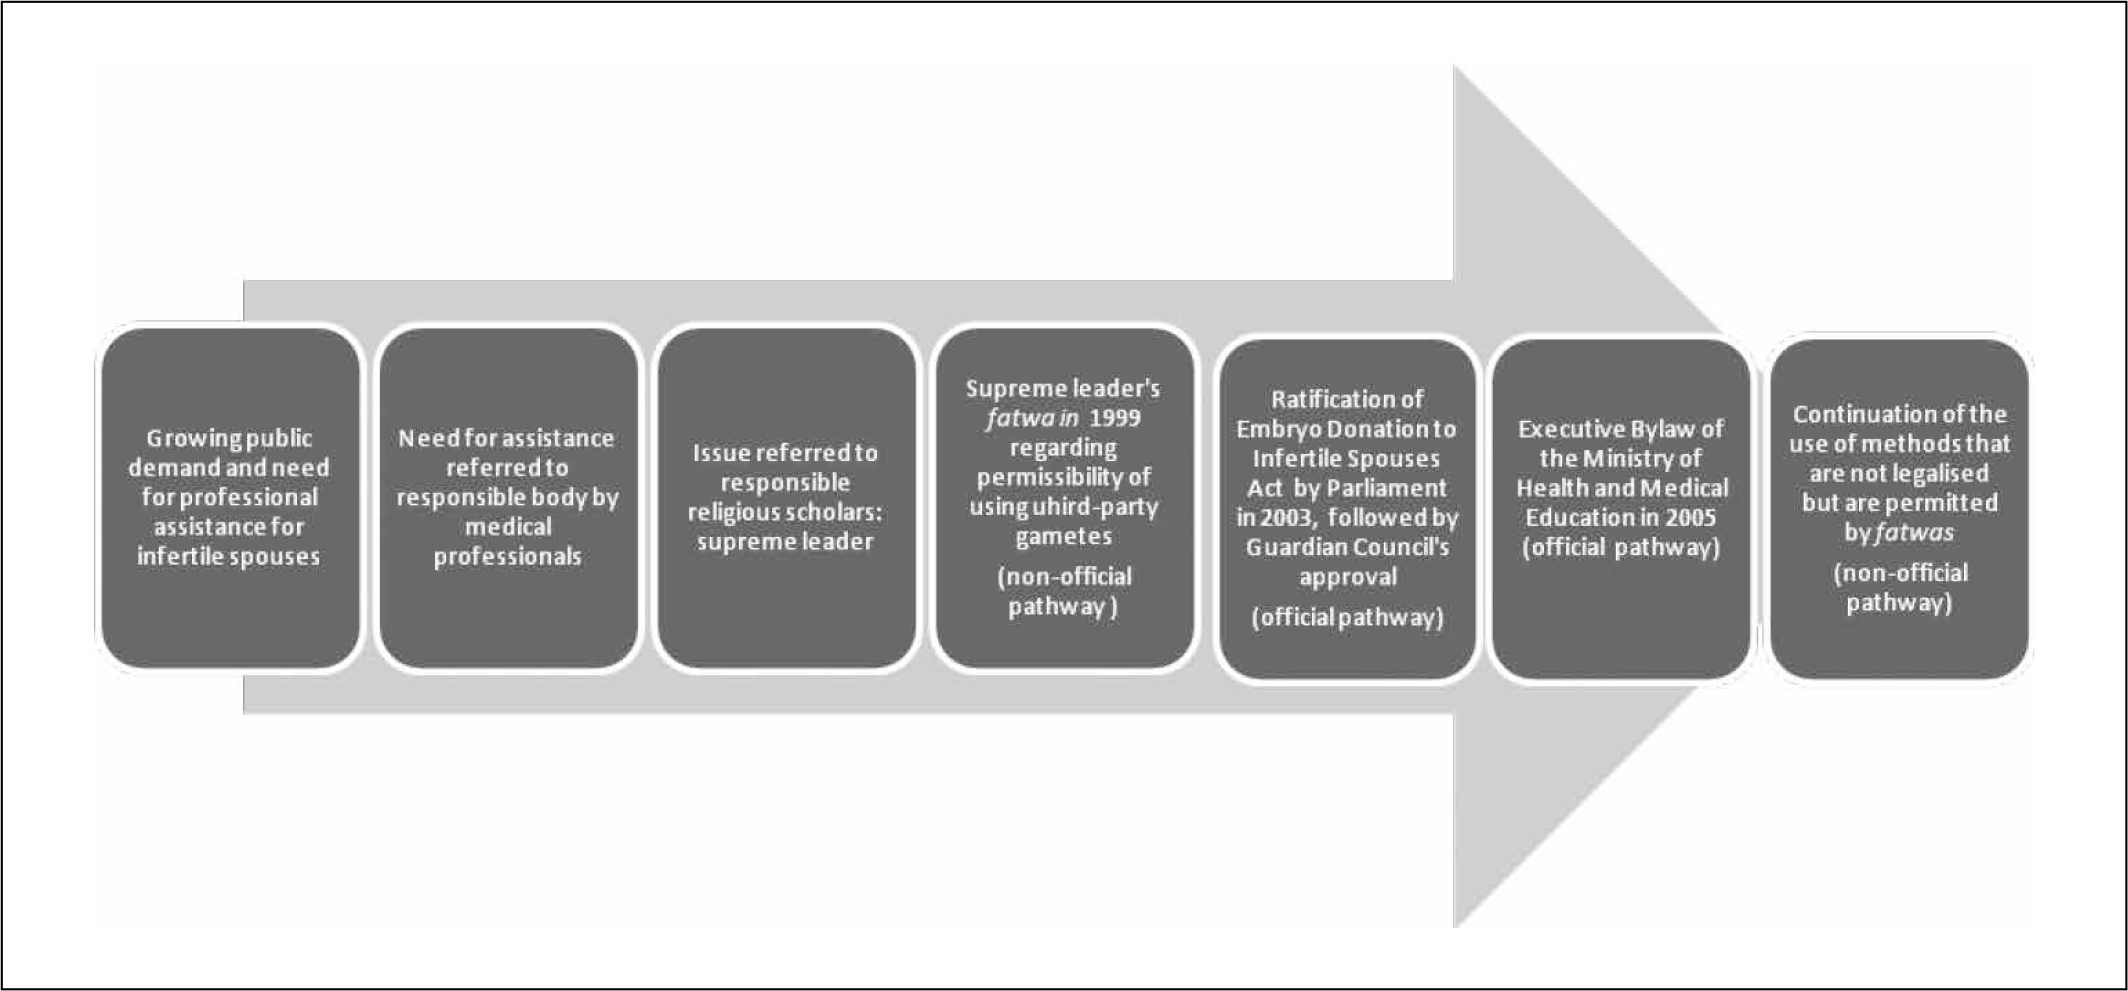 Growing public
demand and need
for professional
assistance for
infertile spouses
Need for assistance
referred to
responsible body by
medical
professionals
Issue referred to
responsible
religious scholars:
supreme leader
Supreme leader's
fatwa in 1999
regarding
permissibility of
using uhird-party
gametes
(non-official
pathway )
Ratification of
Embryo Donation to
Infertile Spouses
Act by Parliament
in 2003, followed by
Guardian Council's
approval
(official pathway)
Executive Bylaw of
the Ministry of
Health and Medical
Education in 2005
(official pathway)
Continuation of the
use of methods that
are not legalised
but are permitted
by fatwas
(non-official
pathway)